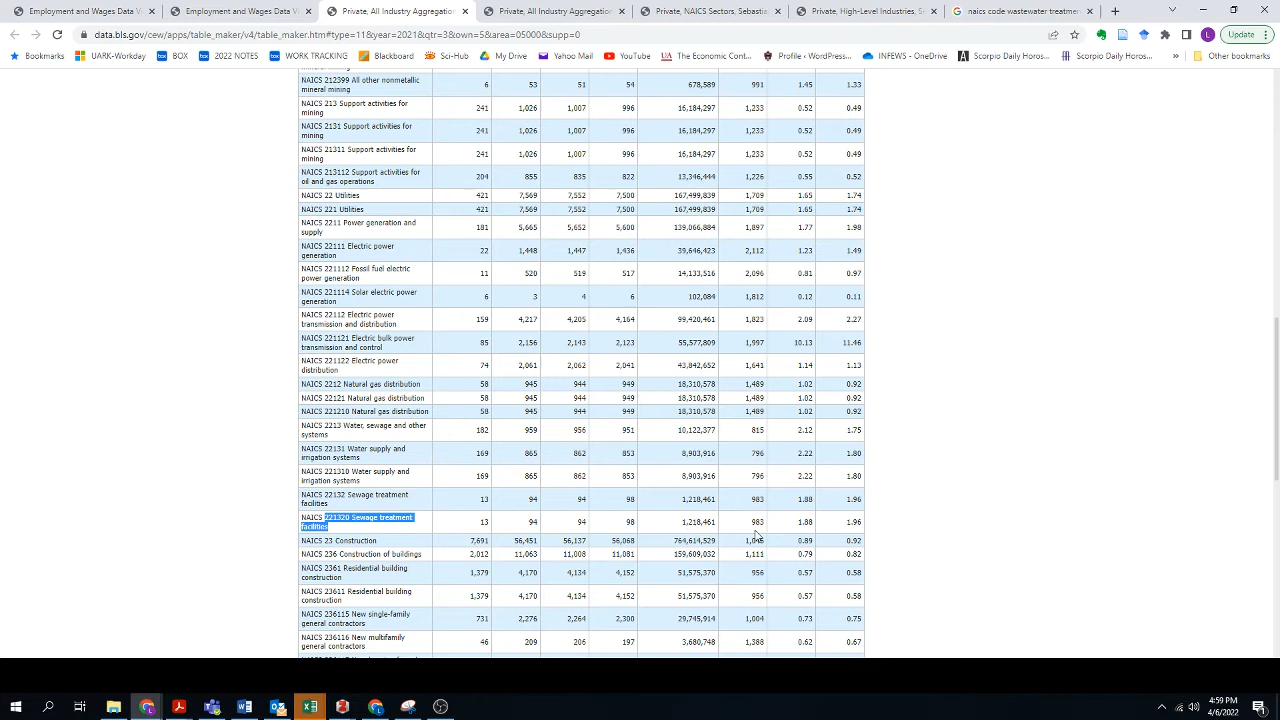 Employment and Wages Data V
Employment and Wages Data Vi
Private, All Industry Aggregation
Private, All Industry Aggregation
Private, NAICS Sectors, Sebastia
Private, High-Level Industries, S
naics code wastewater treatmen
data.bls.gov/cew/apps/table_maker/v4/table_maker.htm#type=11&year=2021&qtr=3&own=5&area=05000&supp=0
Update
Bookmarks
UARK-Workday
BOX
2022 NOTES
WORK TRACKING
Blackboard
Sci-Hub
My Drive
Yahoo Mail
YouTube
The Economic Cont...
Profile ‹ WordPress...
INFEWS - OneDrive
Scorpio Daily Horos...
Scorpio Daily Horos...
Other bookmarks
mineral mining
NAICS 212399 All other nonmetallic
mineral mining 6 53 51 54 678,589 991 1.45 1.33
NAICS 213 Support activities for
mining 241 1,026 1,007 996 16,184,297 1,233 0.52 0.49
NAICS 2131 Support activities for
mining 241 1,026 1,007 996 16,184,297 1,233 0.52 0.49
NAICS 21311 Support activities for
mining 241 1,026 1,007 996 16,184,297 1,233 0.52 0.49
NAICS 213112 Support activities for
oil and gas operations 204 855 835 822 13,346,444 1,226 0.55 0.52
NAICS 22 Utilities 421 7,569 7,552 7,500 167,499,839 1,709 1.65 1.74
NAICS 221 Utilities 421 7,569 7,552 7,500 167,499,839 1,709 1.65 1.74
NAICS 2211 Power generation and
supply 181 5,665 5,652 5,600 139,066,884 1,897 1.77 1.98
NAICS 22111 Electric power
generation 22 1,448 1,447 1,436 39,646,423 2,112 1.23 1.49
NAICS 221112 Fossil fuel electric
power generation 11 520 519 517 14,133,516 2,096 0.81 0.97
NAICS 221114 Solar electric power
generation 6 3 4 6 102,084 1,812 0.12 0.11
NAICS 22112 Electric power
transmission and distribution 159 4,217 4,205 4,164 99,420,461 1,823 2.09 2.27
NAICS 221121 Electric bulk power
transmission and control 85 2,156 2,143 2,123 55,577,809 1,997 10.13 11.46
NAICS 221122 Electric power
distribution 74 2,061 2,062 2,041 43,842,652 1,641 1.14 1.13
NAICS 2212 Natural gas distribution 58 945 944 949 18,310,578 1,489 1.02 0.92
NAICS 22121 Natural gas distribution 58 945 944 949 18,310,578 1,489 1.02 0.92
NAICS 221210 Natural gas distribution 58 945 944 949 18,310,578 1,489 1.02 0.92
NAICS 2213 Water, sewage and other
systems 182 959 956 951 10,122,377 815 2.12 1.75
NAICS 22131 Water supply and
irrigation systems 169 865 862 853 8,903,916 796 2.22 1.80
NAICS 221310 Water supply and
irrigation systems 169 865 862 853 8,903,916 796 2.22 1.80
NAICS 22132 Sewage treatment
facilities 13 94 94 98 1,218,461 983 1.88 1.96
NAICS 221320 Sewage treatment
facilities 13 94 94 98 1,218,461 983 1.88 1.96
NAICS 23 Construction 7,691 56,451 56,137 56,068 764,614,529 0.89 0.92
NAICS 236 Construction of buildings 2,012 11,063 11,008 11,081 159,609,032 1,111 0.79 0.82
NAICS 2361 Residential building
construction 1,379 4,170 4,134 4,152 51,575,370 956 0.57 0.58
NAICS 23611 Residential building
construction 1,379 4,170 4,134 4,152 51,575,370 956 0.57 0.58
NAICS 236115 New single-family
general contractors 731 2,276 2,264 2,300 29,745,914 1,004 0.73 0.75
NAICS 236116 New multifamily
general contractors 46 209 206 197 3,680,748 1,388 0.62 0.67
4:59 PM
4/6/2022